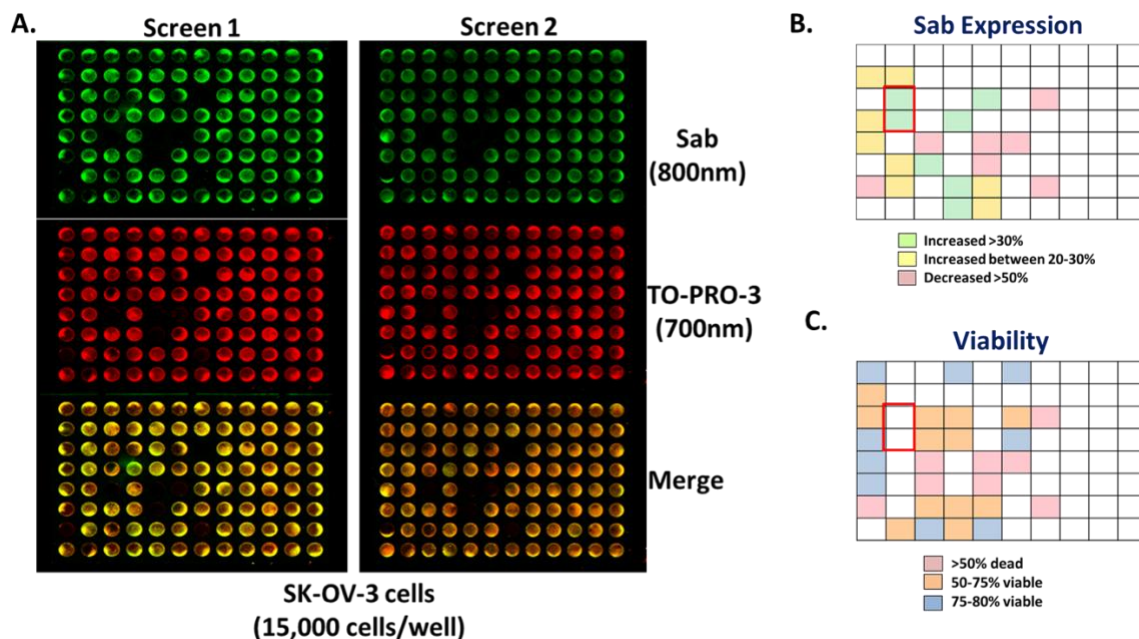 A.
Screen 1
Screen 2
Sab
(800nm)
TO-PRO-3
(700nm)
Merge
SK-OV-3 cells
(15,000 cells/well)
B.
Sab Expression
Increased >30%
Increased between 20-30%
Decreased >50%
C.
Viability
>50% dead
50-75% viable
75-80% viable